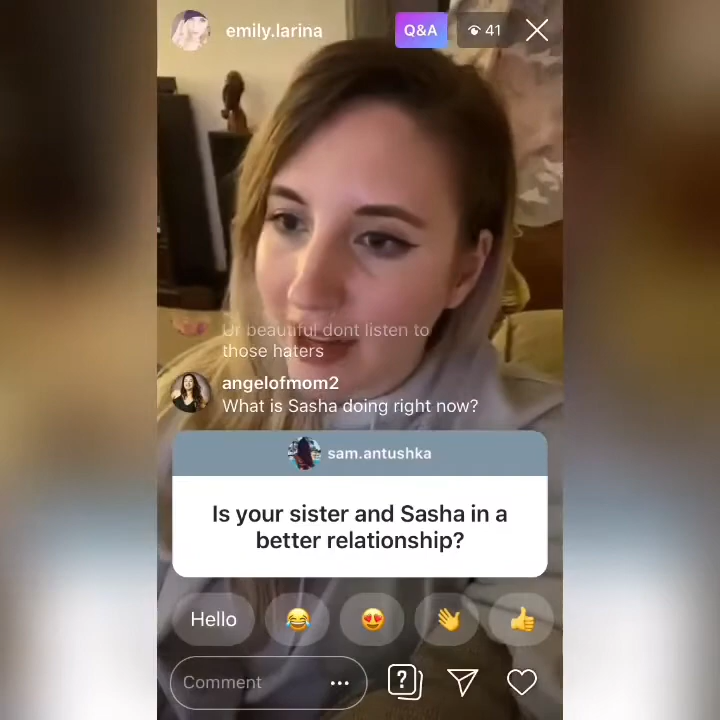 emily.larina
Q&A
41
Ur beautiful dont listen to
those haters
angelofmom2
What is Sasha doing right now?
sam.antushka
Is your sister and Sasha in a
better relationship?
Hello
Comment
?